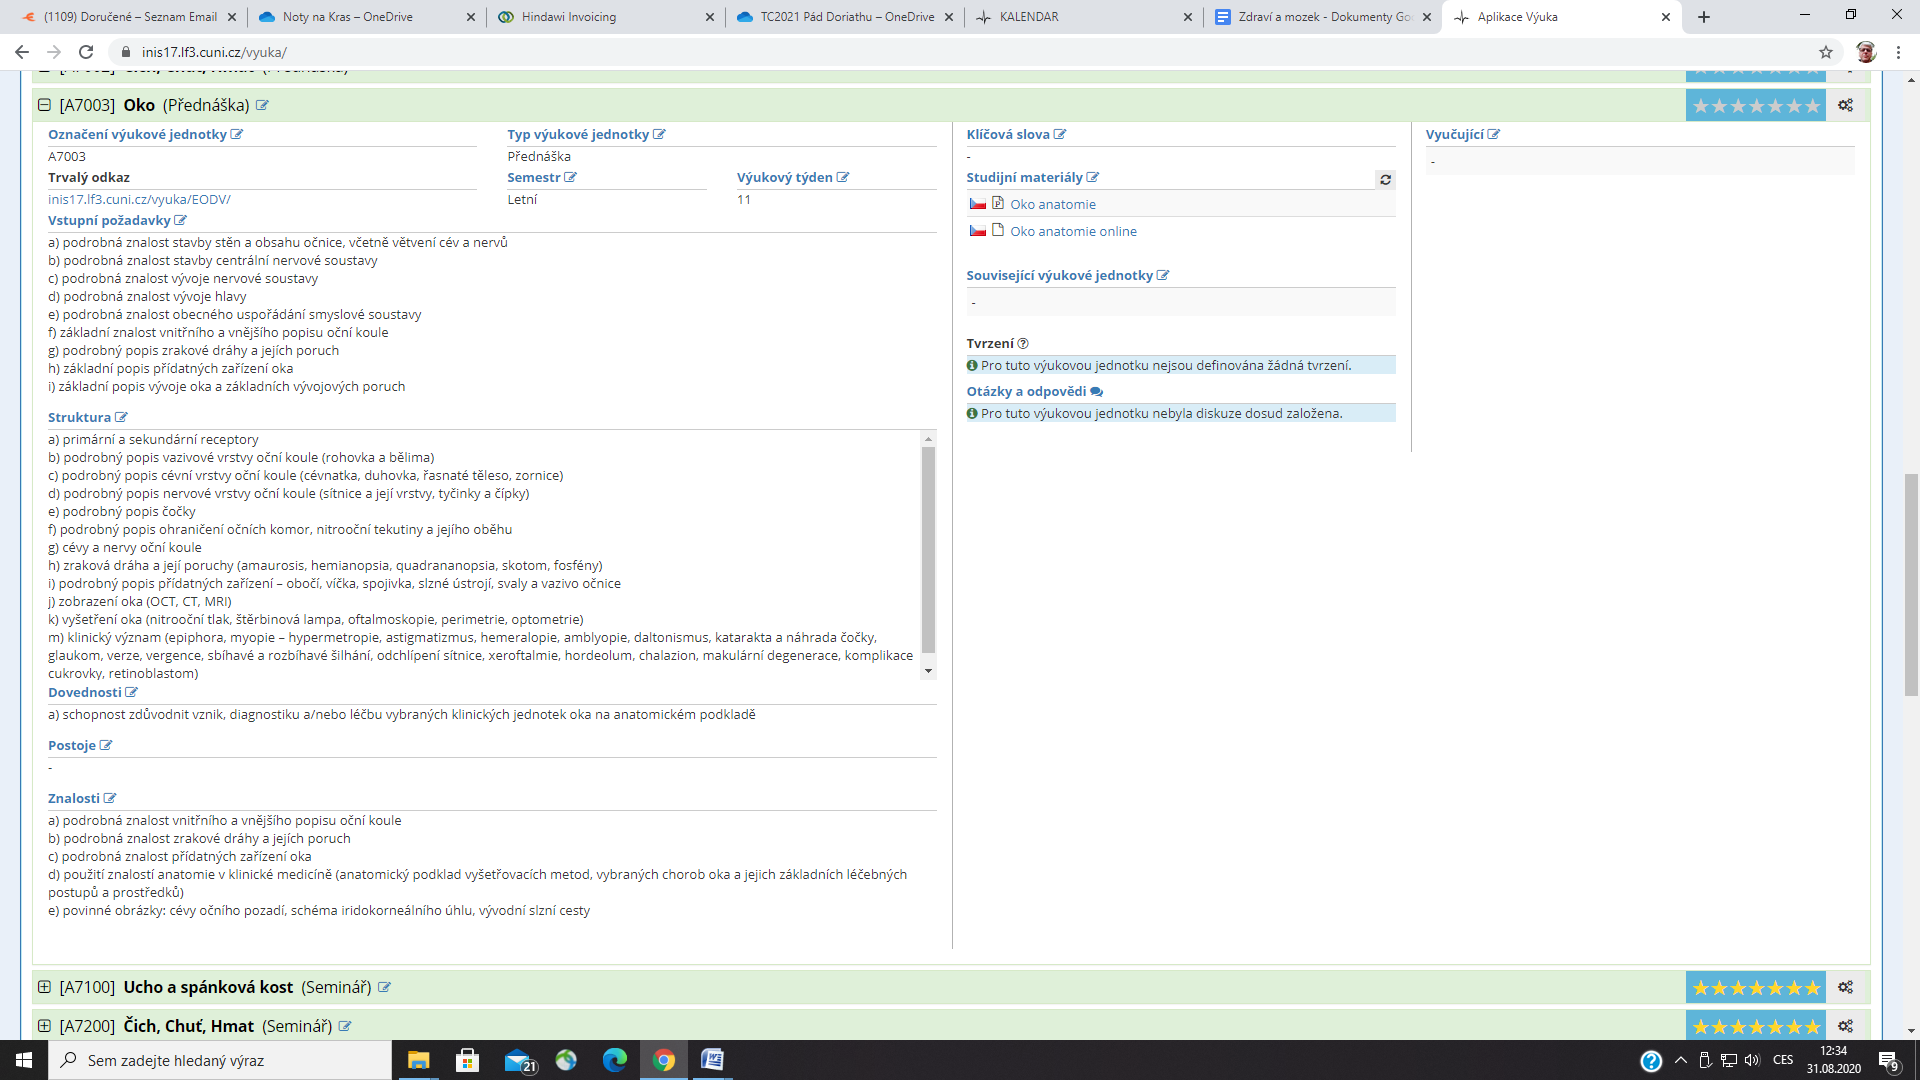 (1109) Doručené – Seznam Email
Noty na Kras – OneDrive
Hindawi Invoicing
TC2021 Pád Doriathu – OneDrive
KALENDAR
Zdraví a mozek - Dokumenty Goo
Aplikace Výuka
inis17.lf3.cuni.cz/vyuka/
[A7003] Oko (Přednáška)
Označení výukové jednotky
A7003
Trvalý odkaz
inis17.lf3.cuni.cz/vyuka/EODV/
Typ výukové jednotky
Přednáška
Semestr
Letní
Výukový týden
11
Vstupní požadavky
a) podrobná znalost stavby stěn a obsahu očnice, včetně větvení cév a nervů
b) podrobná znalost stavby centrální nervové soustavy
c) podrobná znalost vývoje nervové soustavy
d) podrobná znalost vývoje hlavy
e) podrobná znalost obecného uspořádání smyslové soustavy
f) základní znalost vnitřního a vnějšího popisu oční koule
g) podrobný popis zrakové dráhy a jejích poruch
h) základní popis přídatných zařízení oka
i) základní popis vývoje oka a základních vývojových poruch
Struktura
a) primární a sekundární receptory
b) podrobný popis vazivové vrstvy oční koule (rohovka a bělima)
c) podrobný popis cévní vrstvy oční koule (cévnatka, duhovka, řasnaté těleso, zornice)
d) podrobný popis nervové vrstvy oční koule (sítnice a její vrstvy, tyčinky a čípky)
e) podrobný popis čočky
f) podrobný popis ohraničení očních komor, nitrooční tekutiny a jejího oběhu
g) cévy a nervy oční koule
h) zraková dráha a její poruchy (amaurosis, hemianopsia, quadrananopsia, skotom, fosfény)
i) podrobný popis přídatných zařízení – obočí, víčka, spojivka, slzné ústrojí, svaly a vazivo očnice
j) zobrazení oka (OCT, CT, MRI)
k) vyšetření oka (nitrooční tlak, štěrbinová lampa, oftalmoskopie, perimetrie, optometrie)
m) klinický význam (epiphora, myopie – hypermetropie, astigmatizmus, hemeralopie, amblyopie, daltonismus, katarakta a náhrada čočky,
glaukom, verze, vergence, sbíhavé a rozbíhavé šilhání, odchlípení sítnice, xeroftalmie, hordeolum, chalazion, makulární degenerace, komplikace
cukrovky, retinoblastom)
Dovednosti
a) schopnost zdůvodnit vznik, diagnostiku a/nebo léčbu vybraných klinických jednotek oka na anatomickém podkladě
Postoje
-
Znalosti
a) podrobná znalost vnitřního a vnějšího popisu oční koule
b) podrobná znalost zrakové dráhy a jejích poruch
c) podrobná znalost přídatných zařízení oka
d) použití znalostí anatomie v klinické medicíně (anatomický podklad vyšetřovacích metod, vybraných chorob oka a jejich základních léčebných
postupů a prostředků)
e) povinné obrázky: cévy očního pozadí, schéma iridokorneálního úhlu, vývodní slzní cesty
Klíčová slova
-
Studijní materiály
Oko anatomie
Oko anatomie online
Související výukové jednotky
-
Tvrzení
Pro tuto výukovou jednotku nejsou definována žádná tvrzení.
Otázky a odpovědi
Pro tuto výukovou jednotku nebyla diskuze dosud založena.
Vyučující
-
[A7100] Ucho a spánková kost (Seminář)
[A7200] Čich, Chuť, Hmat (Seminář)
Sem zadejte hledaný výraz
21
CES
12:34
31.08.2020
9